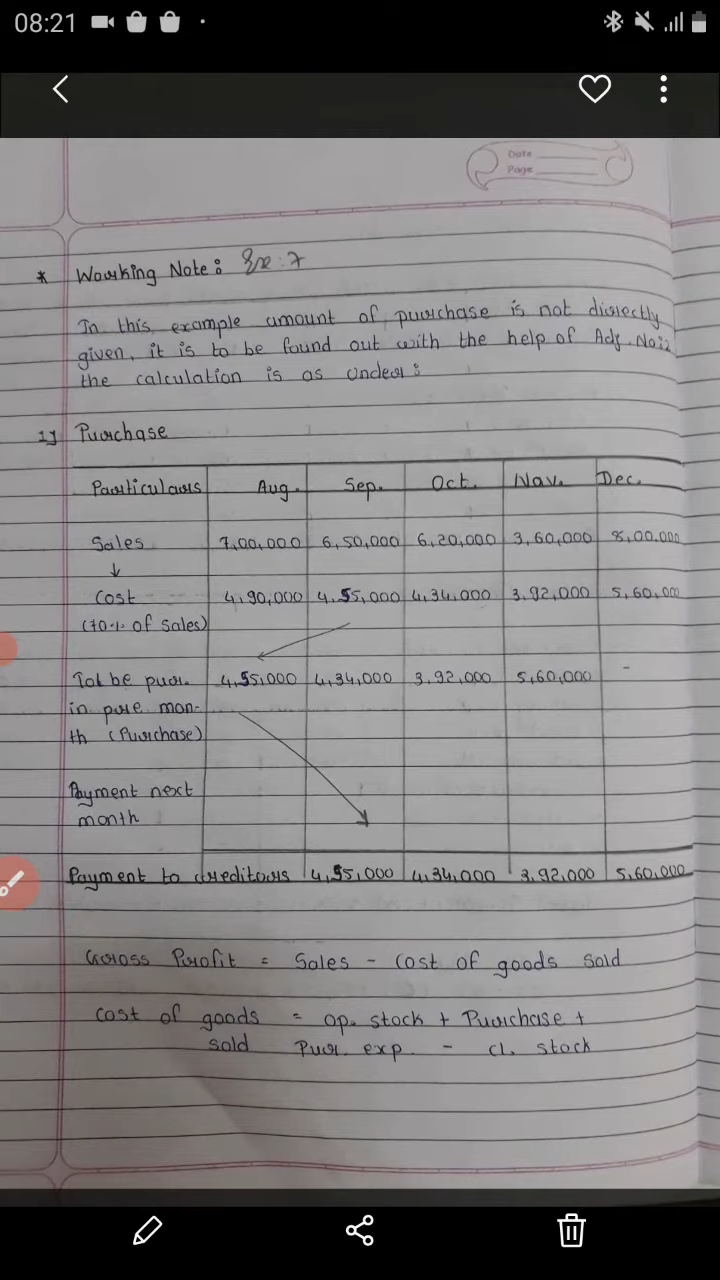 08:21
Date
Page
* Working Note: Ex:7
In this example amount of purchase is not dirrectly
given, it is to be found out with the help of Adj. No:2
the calculation is as under:
1) Purchase
Particulars Aug. Sep. Oct. Nov. Dec.
Sales 7,00,000 6,50,000 6,20,000 3,60,000 8,00,000
↓
Cost 4,90,000 4,55,000 4,34,000 3,92,000 5,60,000
(70% of Sales)
Tot be pur. 4,55,000 4,34,000 3,92,000 5,60,000 -
in pre mon-
th (Purchase)
Payment next
month
Payment to creditors 4,55,000 4,34,000 3,92,000 5,60,000
Gross Profit = Sales - Cost of goods sold
Cost of goods = op. stock + Purchase +
sold Pur. exp. - cl. stock